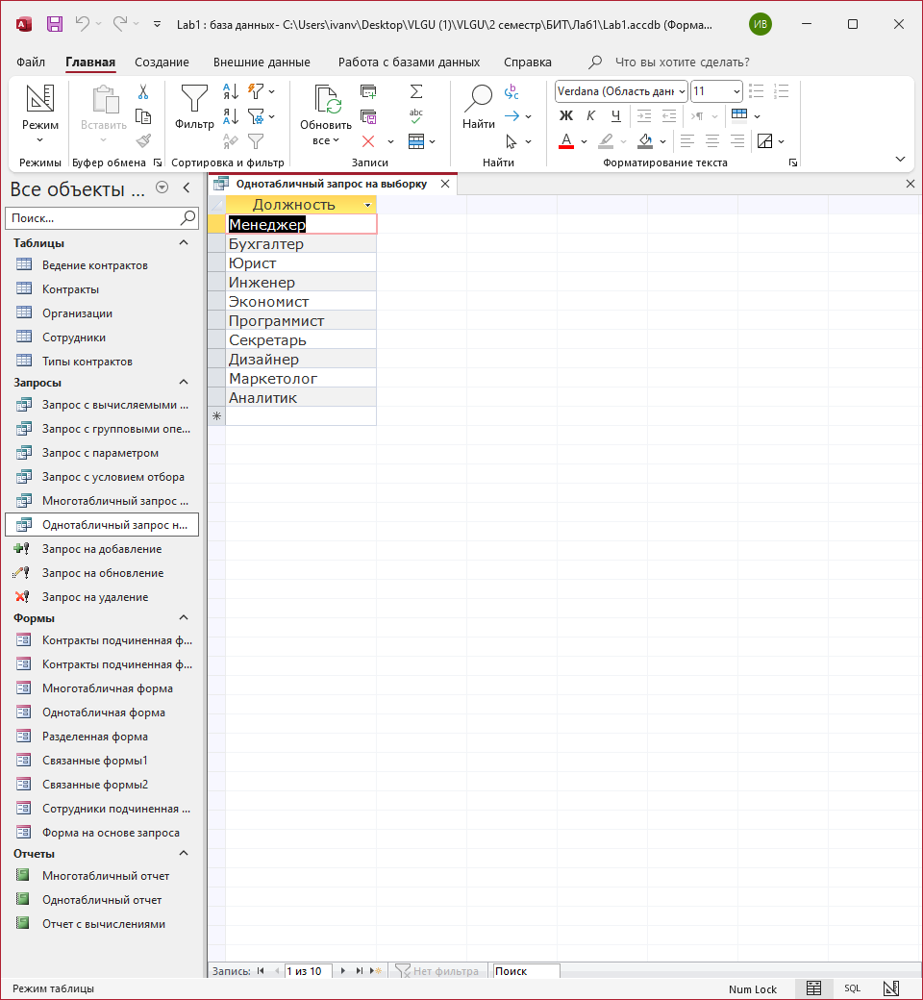 Lab1 : база данных- C:\Users\ivanv\Desktop\VLGU (1)\VLGU\2 семестр\БИТ\Лаб1\Lab1.accdb (Форма...
ИВ
Файл Главная Создание Внешние данные Работа с базами данных Справка Что вы хотите сделать?
Режим
Режимы
Вставить
Буфер обмена
Фильтр
Сортировка и фильтр
Обновить
все
Записи
Найти
Найти
Verdana (Область данн
11
Ж К Ч
Форматирование текста
Все объекты ...
Поиск...
Таблицы
Ведение контрактов
Контракты
Организации
Сотрудники
Типы контрактов
Запросы
Запрос с вычисляемыми ...
Запрос с групповыми опе...
Запрос с параметром
Запрос с условием отбора
Многотабличный запрос ...
Однотабличный запрос н...
Запрос на добавление
Запрос на обновление
Запрос на удаление
Формы
Контракты подчиненная ф...
Контракты подчиненная ф...
Многотабличная форма
Однотабличная форма
Разделенная форма
Связанные формы1
Связанные формы2
Сотрудники подчиненная ...
Форма на основе запроса
Отчеты
Многотабличный отчет
Однотабличный отчет
Отчет с вычислениями
Однотабличный запрос на выборку
Должность
Менеджер
Бухгалтер
Юрист
Инженер
Экономист
Программист
Секретарь
Дизайнер
Маркетолог
Аналитик
Запись: 1 из 10 Нет фильтра Поиск
Режим таблицы
Num Lock
SQL